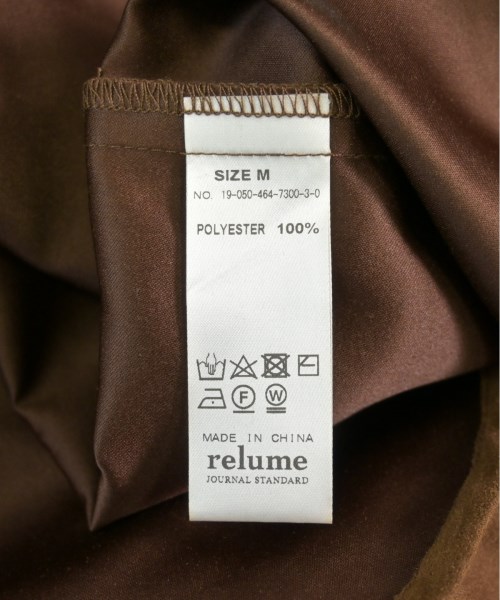 SIZE M
NO. 19-050-464-7300-3-0
POLYESTER 100%
F W
MADE IN CHINA
relume
JOURNAL STANDARD